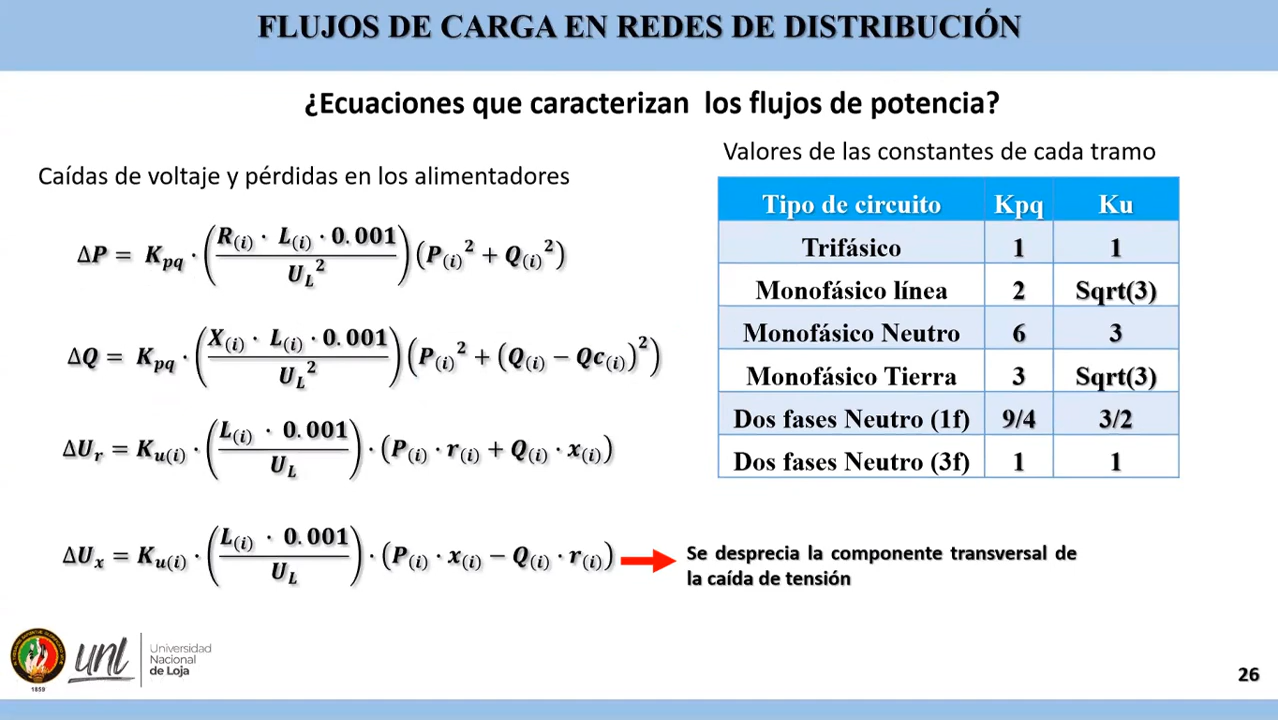 FLUJOS DE CARGA EN REDES DE DISTRIBUCIÓN
¿Ecuaciones que caracterizan los flujos de potencia?
Caídas de voltaje y pérdidas en los alimentadores
ΔP = K_pq · (R_(i) · L_(i) · 0.001 / U_L²) (P_(i)² + Q_(i)²)
ΔQ = K_pq · (X_(i) · L_(i) · 0.001 / U_L²) (P_(i)² + (Q_(i) − Qc_(i))²)
ΔU_r = K_u(i) · (L_(i) · 0.001 / U_L) · (P_(i) · r_(i) + Q_(i) · x_(i))
ΔU_x = K_u(i) · (L_(i) · 0.001 / U_L) · (P_(i) · x_(i) − Q_(i) · r_(i))
Se desprecia la componente transversal de
la caída de tensión
Valores de las constantes de cada tramo
Tipo de circuito Kpq Ku
Trifásico 1 1
Monofásico línea 2 Sqrt(3)
Monofásico Neutro 6 3
Monofásico Tierra 3 Sqrt(3)
Dos fases Neutro (1f) 9/4 3/2
Dos fases Neutro (3f) 1 1
1859
unl
Universidad
Nacional
de Loja
26